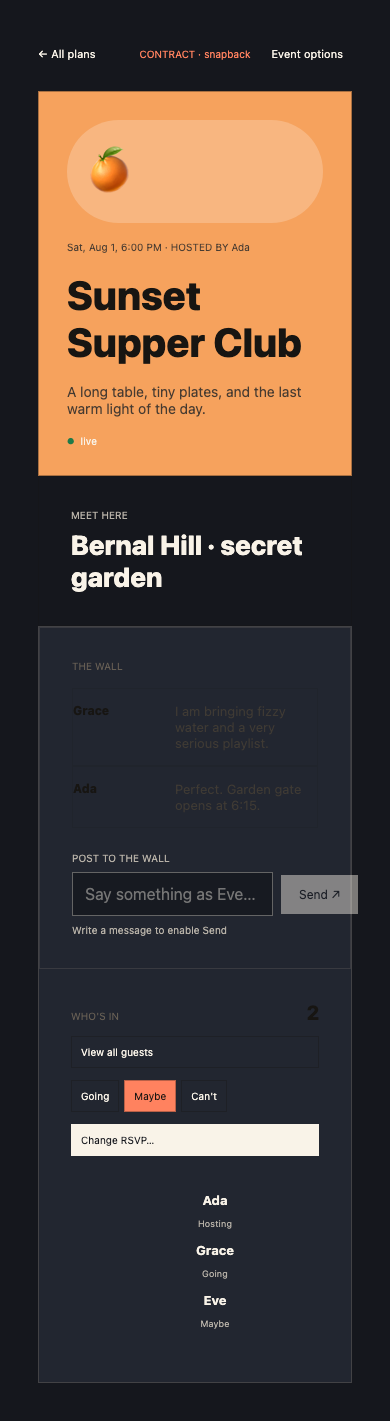 ← All plans
CONTRACT · snapback
Event options
Sat, Aug 1, 6:00 PM · HOSTED BY Ada
Sunset
Supper Club
A long table, tiny plates, and the last
warm light of the day.
live
MEET HERE
Bernal Hill · secret
garden
THE WALL
Grace
I am bringing fizzy
water and a very
serious playlist.
Ada
Perfect. Garden gate
opens at 6:15.
POST TO THE WALL
Say something as Eve...
Send ↗
Write a message to enable Send
WHO'S IN
2
View all guests
Going
Maybe
Can't
Change RSVP...
Ada
Hosting
Grace
Going
Eve
Maybe